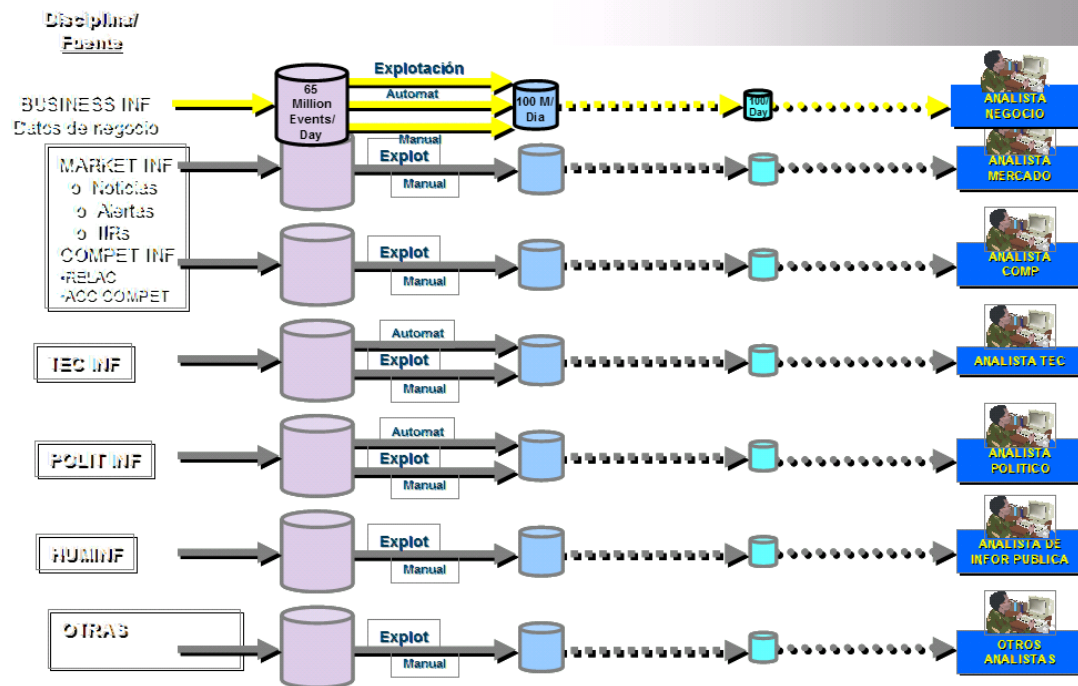 Disciplina/
Fuente
BUSINESS INF
Datos de negocio
65
Million
Events/
Day
Explotación
Automat
Manual
100 M/
Dia
100/
Day
ANALISTA
NEGOCIO
MARKET INF
o Noticias
o Alertas
o IIRs
COMPET INF
•RELAC
•ACC COMPET
Explot
Manual
ANALISTA
MERCADO
Explot
Manual
ANALISTA
COMP
TEC INF
Automat
Explot
Manual
ANALISTA TEC
POLIT INF
Automat
Explot
Manual
ANALISTA
POLITICO
HUMINF
Explot
Manual
ANALISTA DE
INFOR PUBLICA
OTRAS
Explot
Manual
OTROS
ANALISTAS